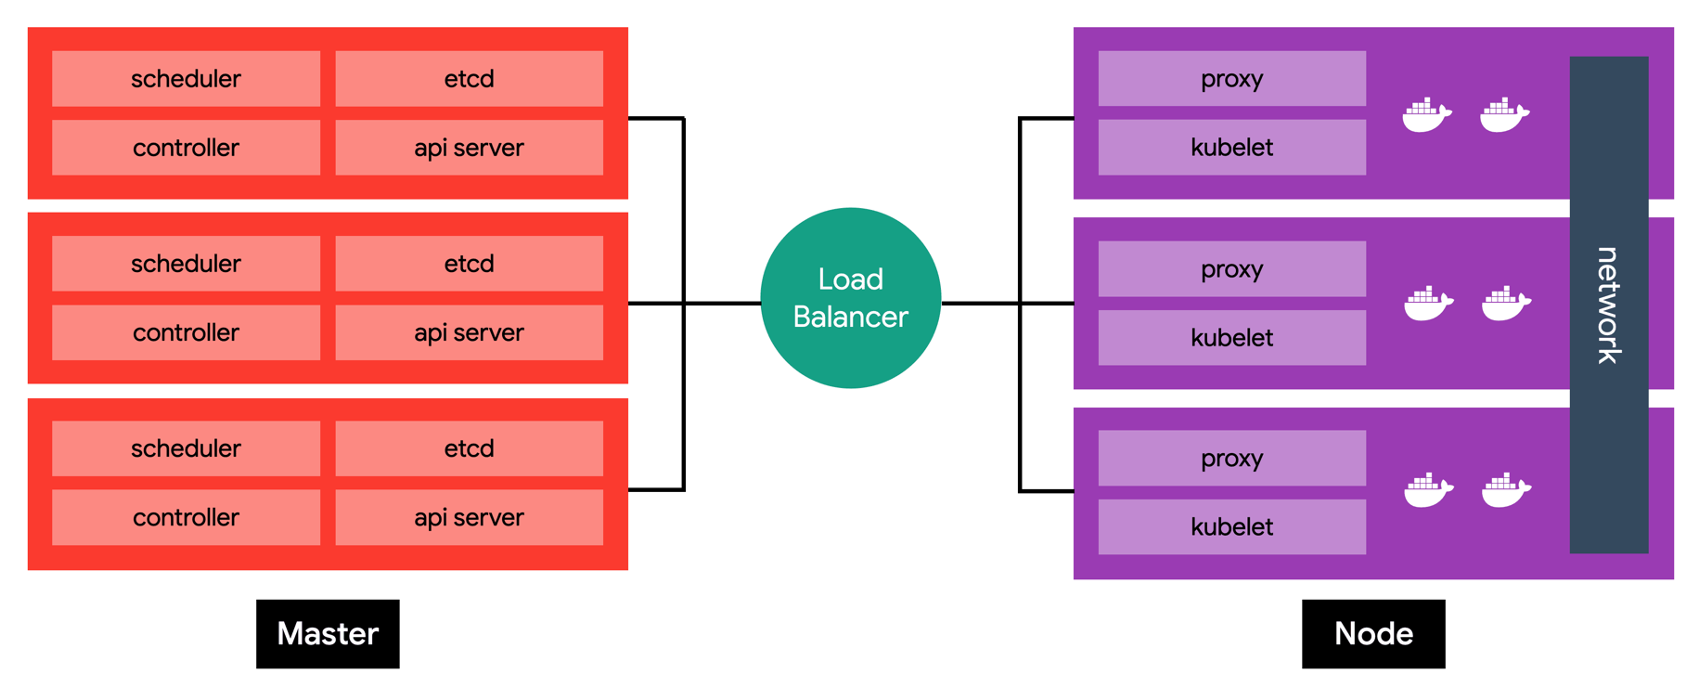 scheduler
etcd
controller
api server
scheduler
etcd
controller
api server
scheduler
etcd
controller
api server
Master
Load
Balancer
proxy
kubelet
proxy
kubelet
proxy
kubelet
network
Node